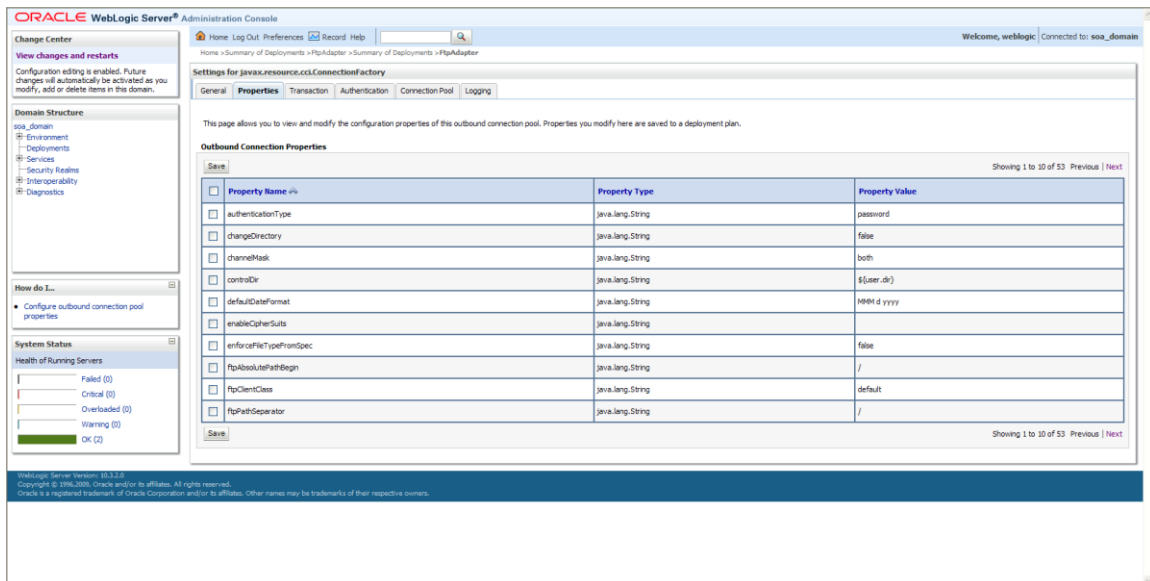 ORACLE WebLogic Server® Administration Console
Change Center
View changes and restarts
Configuration editing is enabled. Future
changes will automatically be activated as you
modify, add or delete items in this domain.
Domain Structure
soa_domain
Environment
Deployments
Services
Security Realms
Interoperability
Diagnostics
How do I...
Configure outbound connection pool
properties
System Status
Health of Running Servers
Failed (0)
Critical (0)
Overloaded (0)
Warning (0)
OK (2)
Home Log Out Preferences Record Help
Welcome, weblogic Connected to: soa_domain
Home >Summary of Deployments >FtpAdapter >Summary of Deployments >FtpAdapter
Settings for javax.resource.cci.ConnectionFactory
General Properties Transaction Authentication Connection Pool Logging
This page allows you to view and modify the configuration properties of this outbound connection pool. Properties you modify here are saved to a deployment plan.
Outbound Connection Properties
Save Showing 1 to 10 of 53 Previous | Next
Property Name Property Type Property Value
authenticationType java.lang.String password
changeDirectory java.lang.String false
channelMask java.lang.String both
controlDir java.lang.String ${user.dir}
defaultDateFormat java.lang.String MMM d yyyy
enableCipherSuits java.lang.String
enforceFileTypeFromSpec java.lang.String false
ftpAbsolutePathBegin java.lang.String /
ftpClientClass java.lang.String default
ftpPathSeparator java.lang.String /
Save Showing 1 to 10 of 53 Previous | Next
WebLogic Server Version: 10.3.2.0
Copyright © 1996,2009, Oracle and/or its affiliates. All rights reserved.
Oracle is a registered trademark of Oracle Corporation and/or its affiliates. Other names may be trademarks of their respective owners.